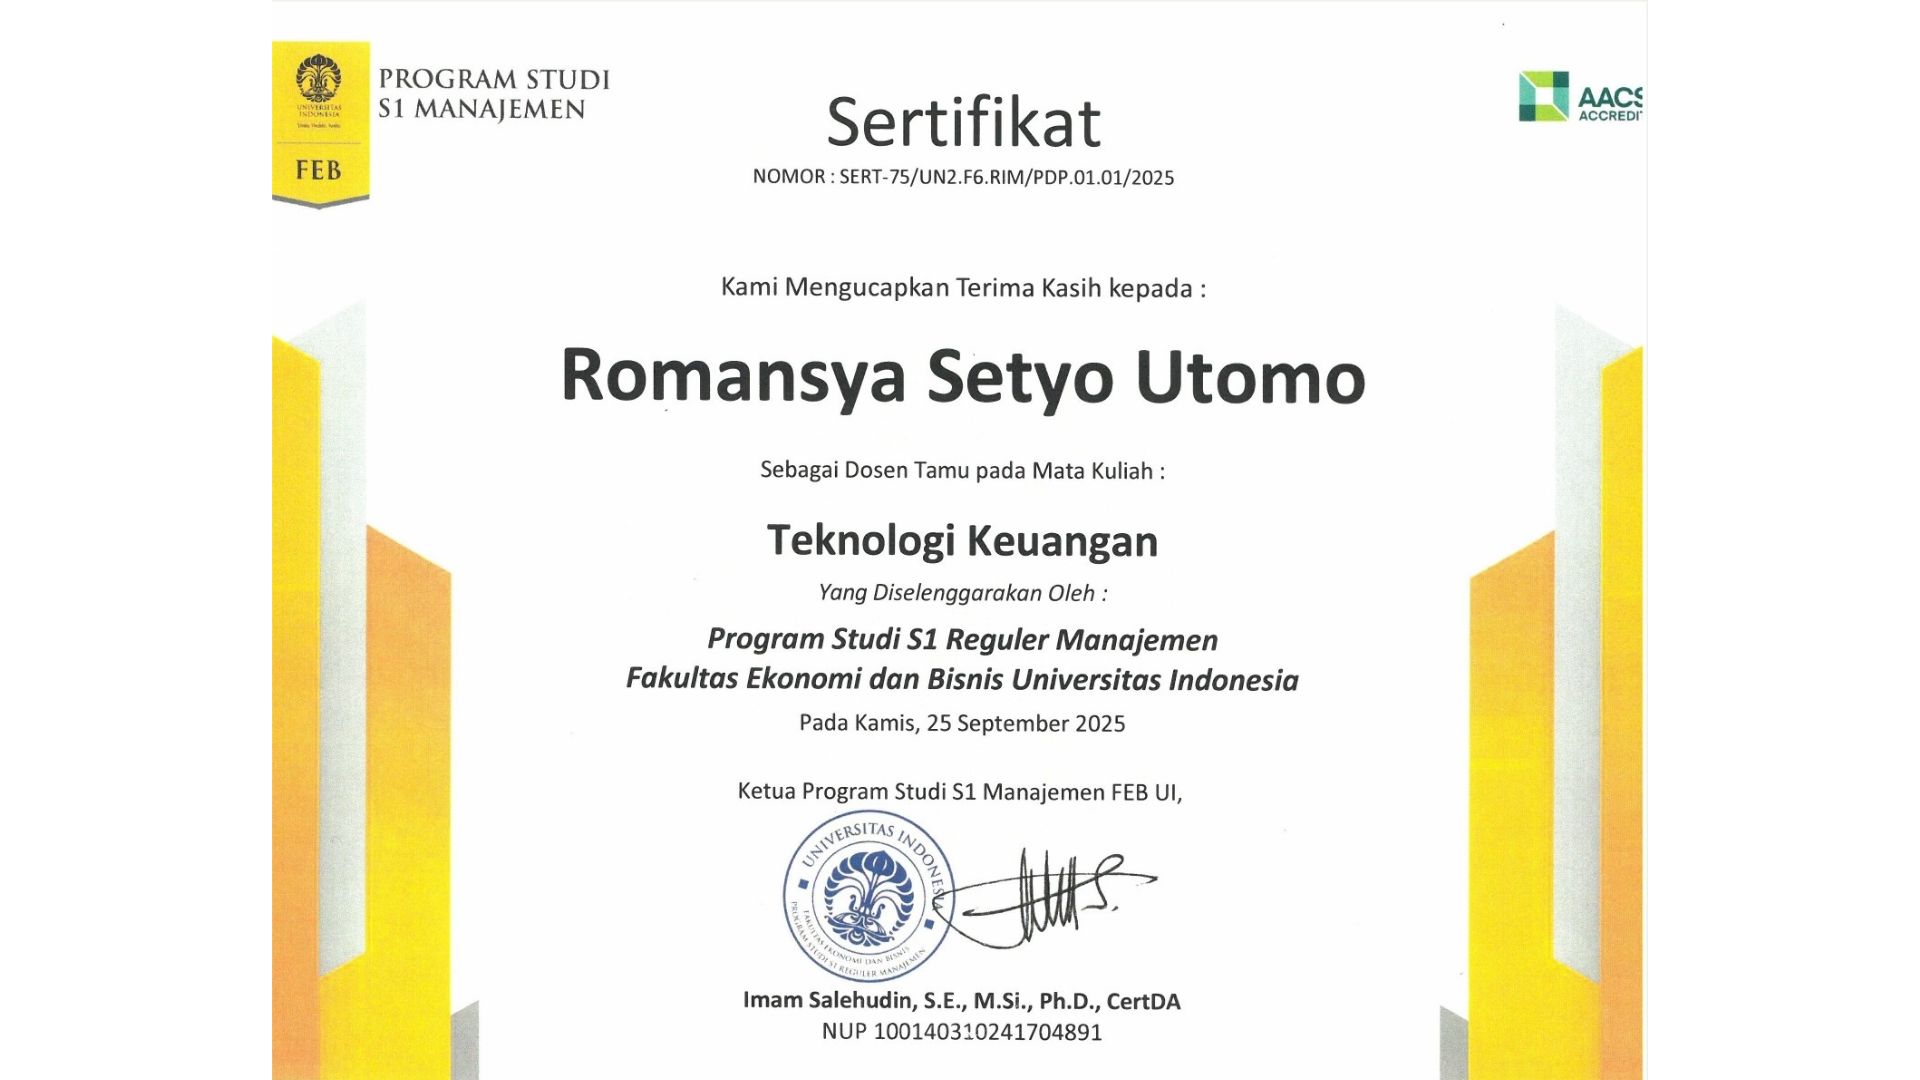 UNIVERSITAS
INDONESIA
FEB
PROGRAM STUDI
S1 MANAJEMEN
AACS
ACCREDI
Sertifikat
NOMOR : SERT-75/UN2.F6.RIM/PDP.01.01/2025
Kami Mengucapkan Terima Kasih kepada :
Romansya Setyo Utomo
Sebagai Dosen Tamu pada Mata Kuliah :
Teknologi Keuangan
Yang Diselenggarakan Oleh :
Program Studi S1 Reguler Manajemen
Fakultas Ekonomi dan Bisnis Universitas Indonesia
Pada Kamis, 25 September 2025
Ketua Program Studi S1 Manajemen FEB UI,
UNIVERSITAS INDONESIA
FAKULTAS EKONOMI DAN BISNIS
PROGRAM STUDI S1 REGULER MANAJEMEN
Imam Salehudin, S.E., M.Si., Ph.D., CertDA
NUP 100140310241704891